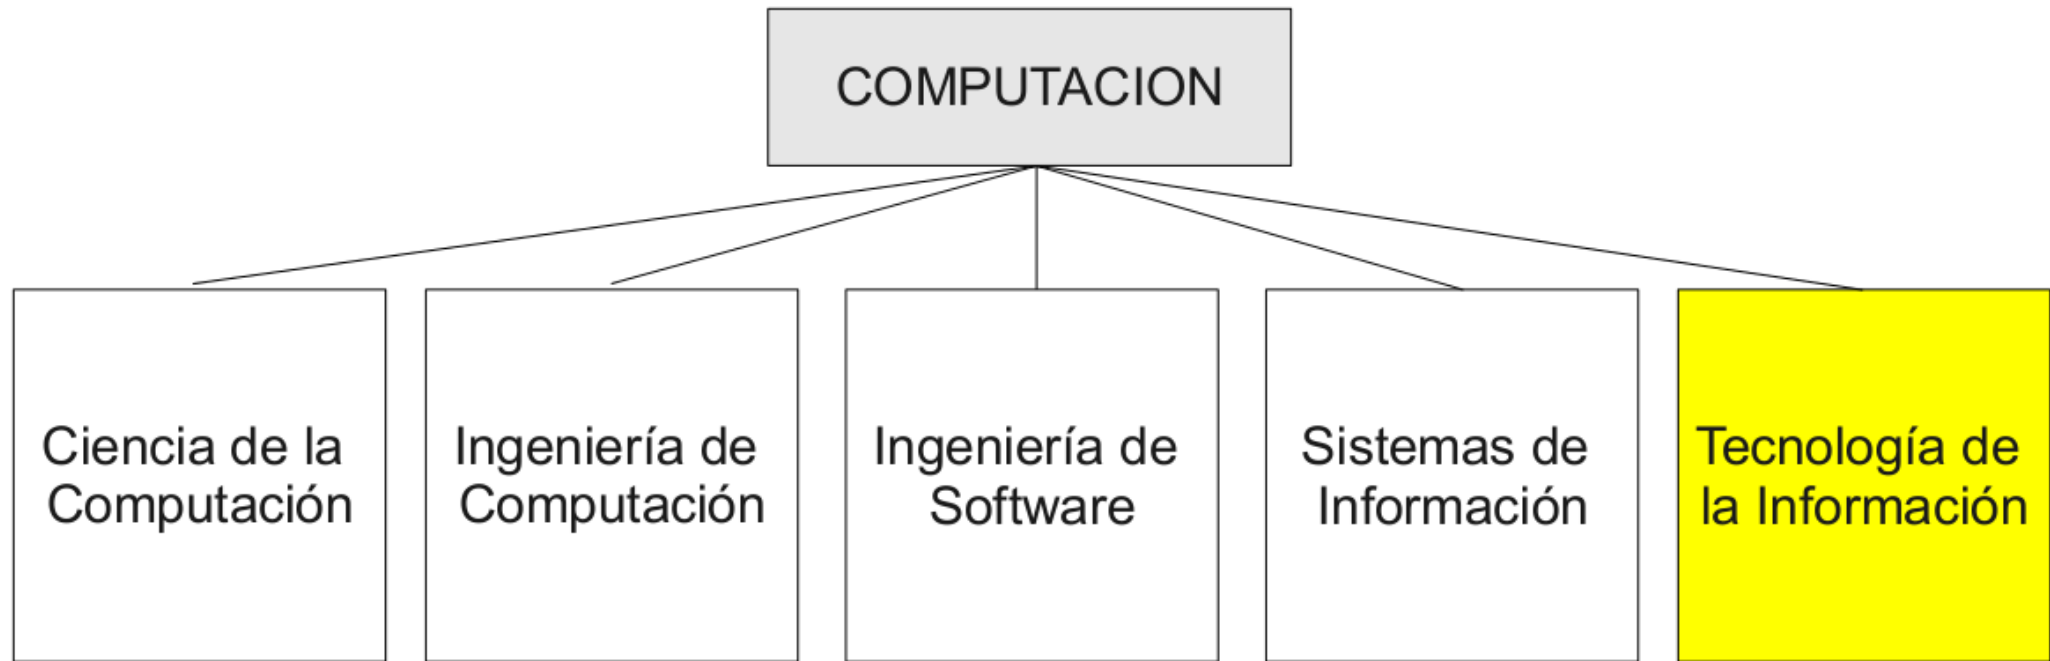 COMPUTACION
Ciencia de la
Computación
Ingeniería de
Computación
Ingeniería de
Software
Sistemas de
Información
Tecnología de
la Información